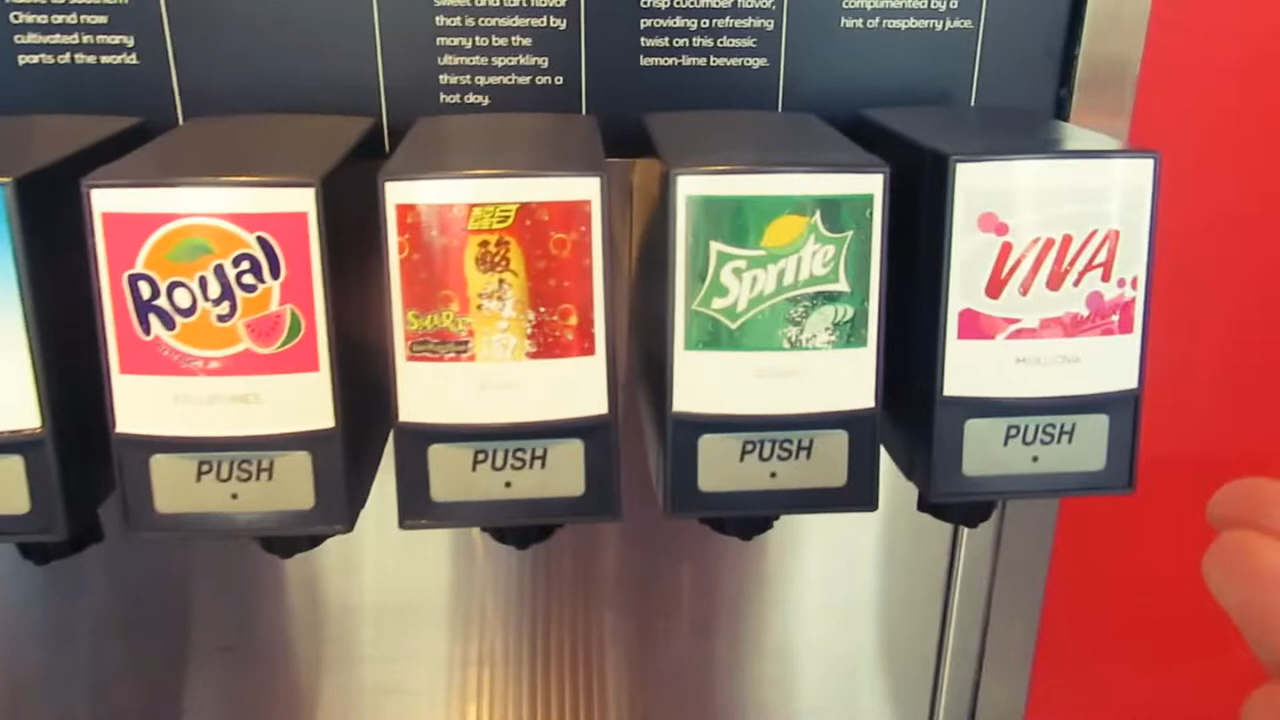 China and now
cultivated in many
parts of the world.
sweet and tart flavor
that is considered by
many to be the
ultimate sparkling
thirst quencher on a
hot day.
crisp cucumber flavor,
providing a refreshing
twist on this classic
lemon-lime beverage.
complimented by a
hint of raspberry juice.
Royal
PUSH
酸
SMART
PUSH
Sprite
PUSH
VIVA
MOLDOVA
PUSH